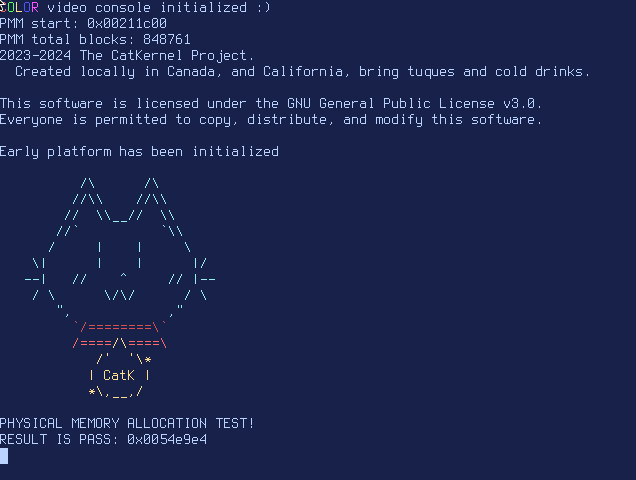 COLOR video console initialized :)
PMM start: 0x00211c00
PMM total blocks: 848761
2023-2024 The CatKernel Project.
  Created locally in Canada, and California, bring tuques and cold drinks.

This software is licensed under the GNU General Public License v3.0.
Everyone is permitted to copy, distribute, and modify this software.

Early platform has been initialized

          /\      /\
         //\\    //\\
        //  \\__//  \\
       //`          `\\
      /     |    |     \
    \|      |    |      |/
   --|   //    ^     // |--
    / \      \/\/      / \
       ",            ,"
         `/========\`
         /====/\====\
            /'  '\*
           | CatK |
           *\,__,/

PHYSICAL MEMORY ALLOCATION TEST!
RESULT IS PASS: 0x0054e9e4